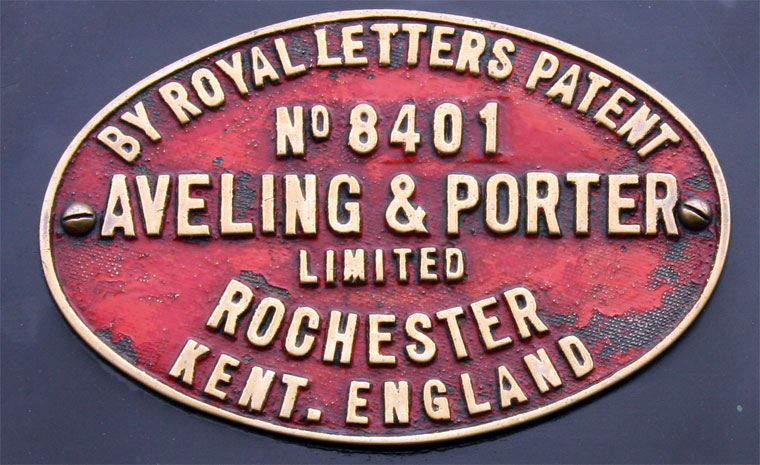 BY ROYAL LETTERS PATENT
No 8401
AVELING & PORTER
LIMITED
ROCHESTER
KENT. ENGLAND